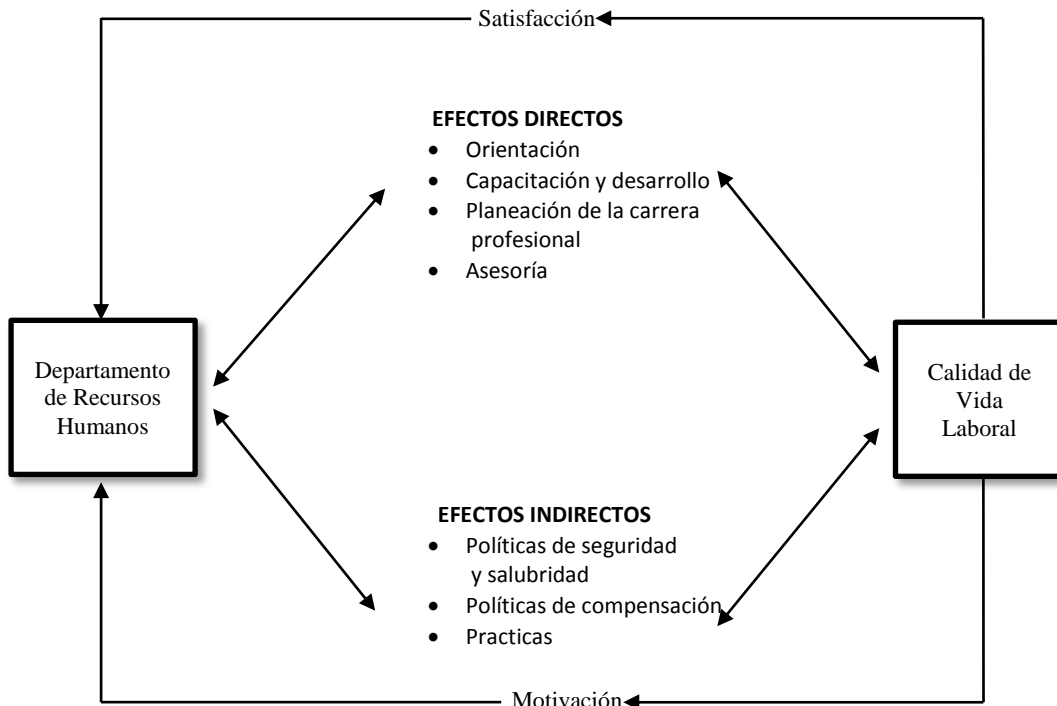 Satisfacción
EFECTOS DIRECTOS
• Orientación
• Capacitación y desarrollo
• Planeación de la carrera
profesional
• Asesoría
Departamento
de Recursos
Humanos
Calidad de
Vida
Laboral
EFECTOS INDIRECTOS
• Políticas de seguridad
y salubridad
• Políticas de compensación
• Practicas
Motivación